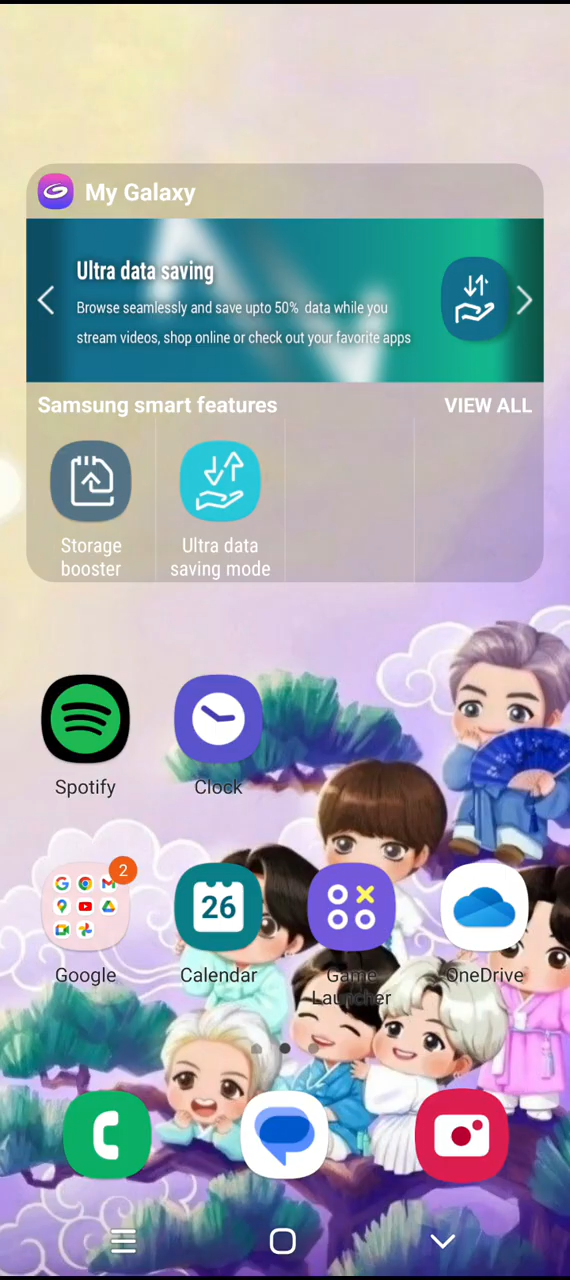 My Galaxy
Ultra data saving
Browse seamlessly and save upto 50% data while you
stream videos, shop online or check out your favorite apps
Samsung smart features
VIEW ALL
Storage
booster
Ultra data
saving mode
Spotify
Clock
2
Google
26
Calendar
Game
Launcher
OneDrive